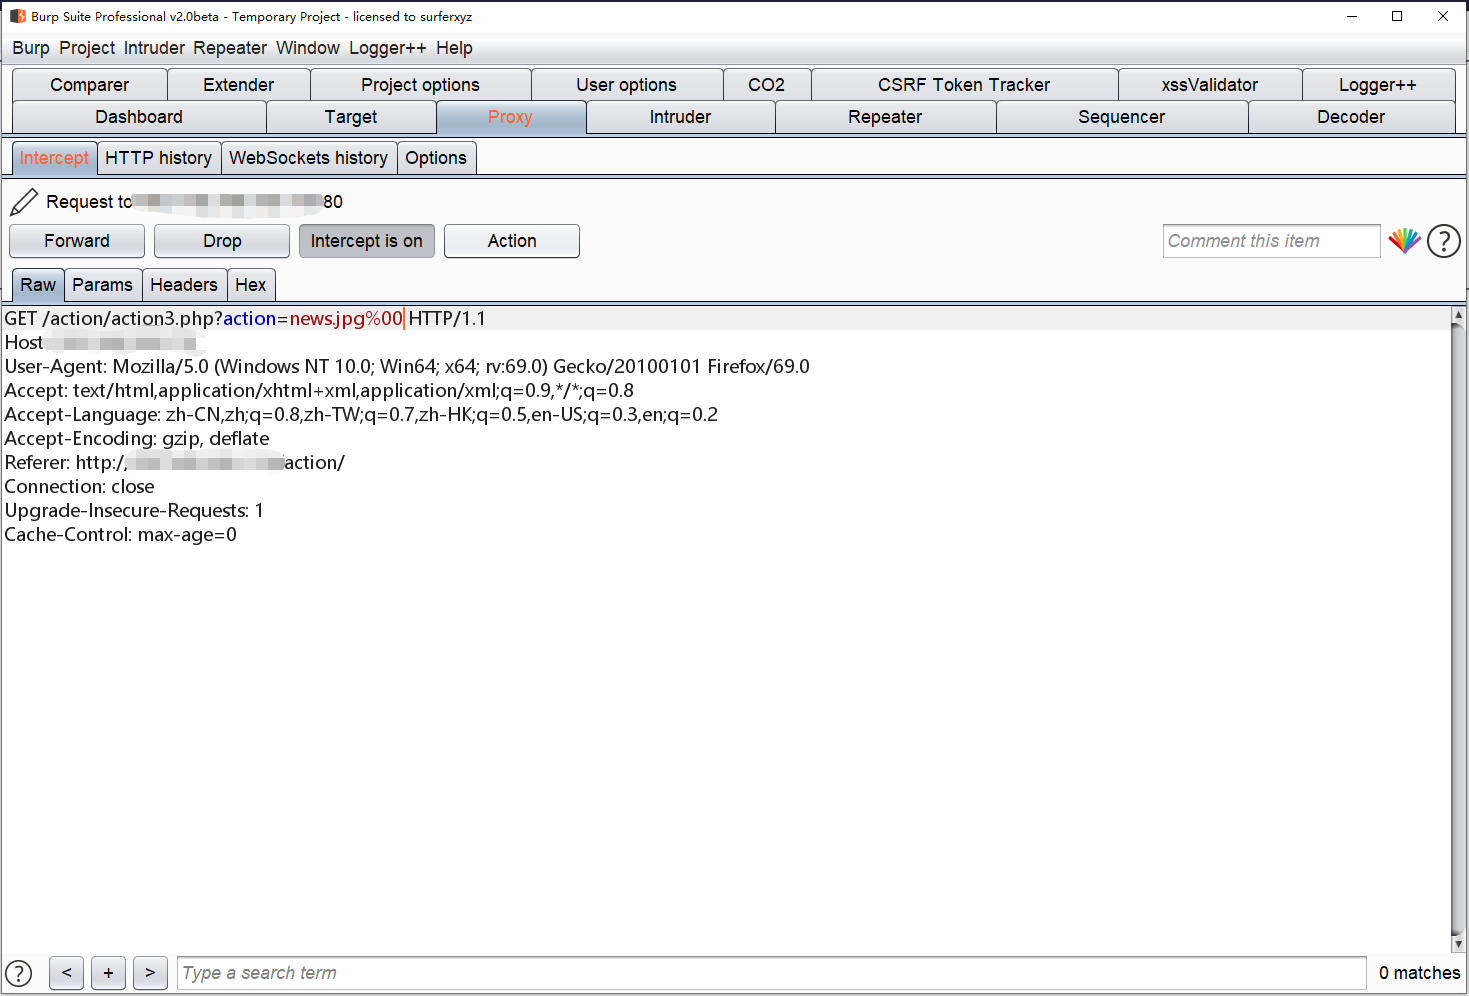 Burp Suite Professional v2.0beta - Temporary Project - licensed to surferxyz
Burp Project Intruder Repeater Window Logger++ Help
Comparer Extender Project options User options CO2 CSRF Token Tracker xssValidator Logger++
Dashboard Target Proxy Intruder Repeater Sequencer Decoder
Intercept HTTP history WebSockets history Options
Request to 80
Forward Drop Intercept is on Action Comment this item ?
Raw Params Headers Hex
GET /action/action3.php?action=news.jpg%00 HTTP/1.1
Host
User-Agent: Mozilla/5.0 (Windows NT 10.0; Win64; x64; rv:69.0) Gecko/20100101 Firefox/69.0
Accept: text/html,application/xhtml+xml,application/xml;q=0.9,*/*;q=0.8
Accept-Language: zh-CN,zh;q=0.8,zh-TW;q=0.7,zh-HK;q=0.5,en-US;q=0.3,en;q=0.2
Accept-Encoding: gzip, deflate
Referer: http:/ action/
Connection: close
Upgrade-Insecure-Requests: 1
Cache-Control: max-age=0
? < + > Type a search term 0 matches